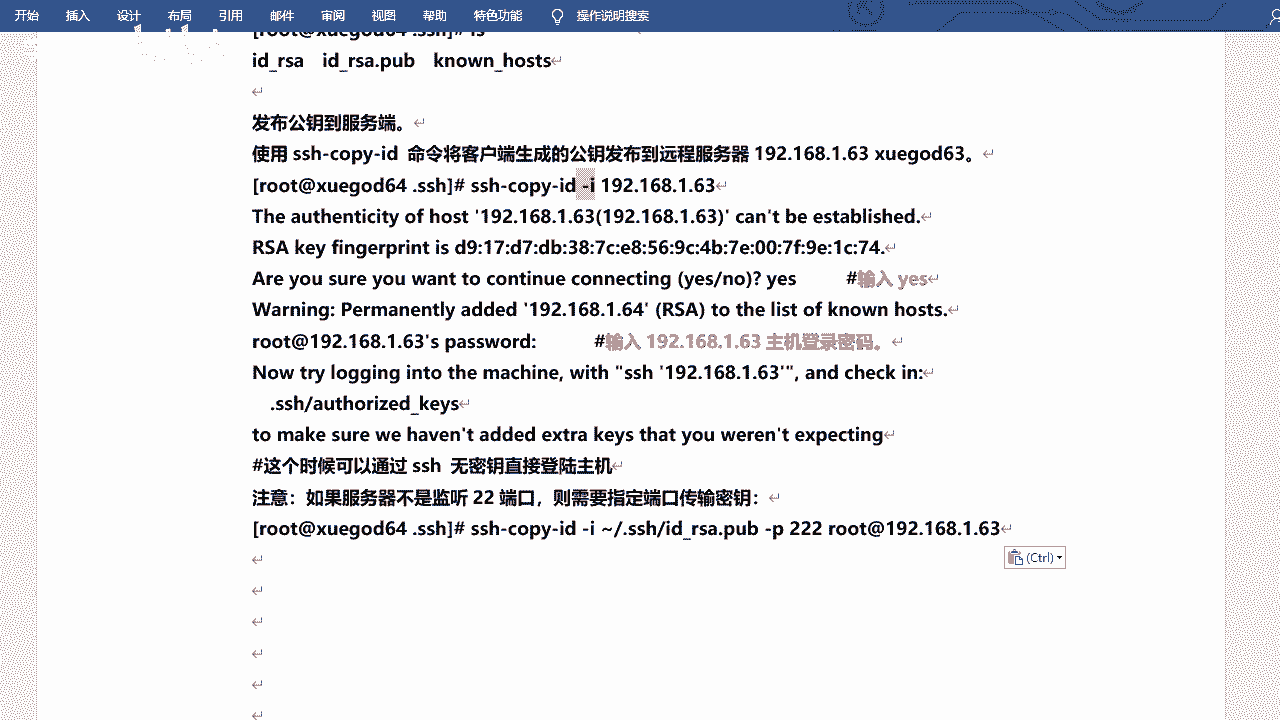 开始 插入 设计 布局 引用 邮件 审阅 视图 帮助 特色功能 操作说明搜索
[root@xuegod64 .ssh]# ls
id_rsa id_rsa.pub known_hosts
发布公钥到服务端。
使用 ssh-copy-id 命令将客户端生成的公钥发布到远程服务器 192.168.1.63 xuegod63。
[root@xuegod64 .ssh]# ssh-copy-id -i 192.168.1.63
The authenticity of host '192.168.1.63(192.168.1.63)' can't be established.
RSA key fingerprint is d9:17:d7:db:38:7c:e8:56:9c:4b:7e:00:7f:9e:1c:74.
Are you sure you want to continue connecting (yes/no)? yes #输入 yes
Warning: Permanently added '192.168.1.64' (RSA) to the list of known hosts.
root@192.168.1.63's password: #输入 192.168.1.63 主机登录密码。
Now try logging into the machine, with "ssh '192.168.1.63'", and check in:
.ssh/authorized_keys
to make sure we haven't added extra keys that you weren't expecting
#这个时候可以通过 ssh 无密钥直接登陆主机
注意：如果服务器不是监听 22 端口，则需要指定端口传输密钥：
[root@xuegod64 .ssh]# ssh-copy-id -i ~/.ssh/id_rsa.pub -p 222 root@192.168.1.63
(Ctrl)